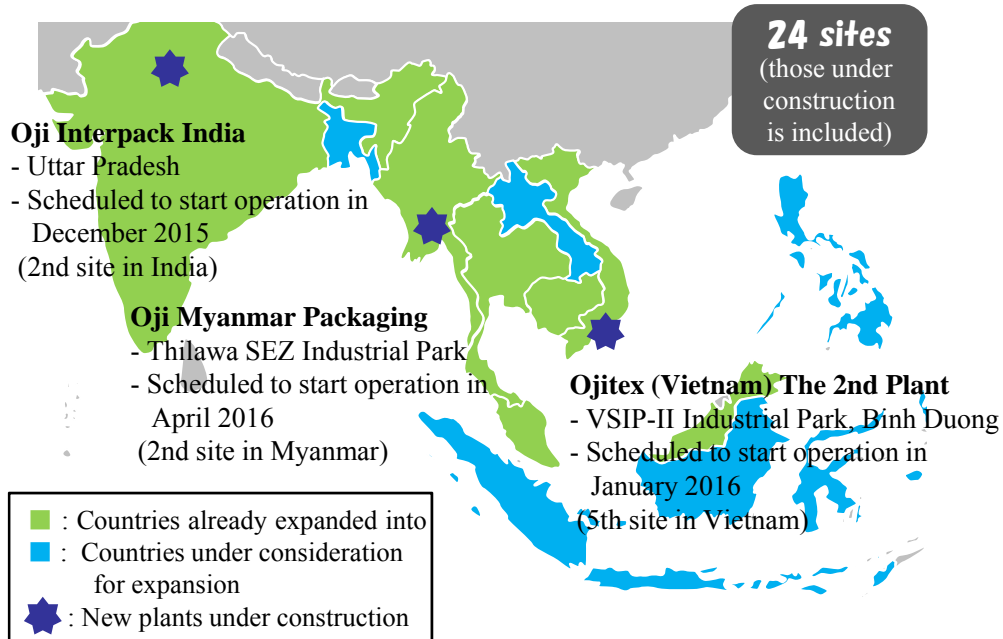 24 sites
(those under
construction
is included)
Oji Interpack India
- Uttar Pradesh
- Scheduled to start operation in
December 2015
(2nd site in India)
Oji Myanmar Packaging
- Thilawa SEZ Industrial Park
- Scheduled to start operation in
April 2016
(2nd site in Myanmar)
Ojitex (Vietnam) The 2nd Plant
- VSIP-II Industrial Park, Binh Duong
- Scheduled to start operation in
January 2016
(5th site in Vietnam)
: Countries already expanded into
: Countries under consideration
for expansion
: New plants under construction